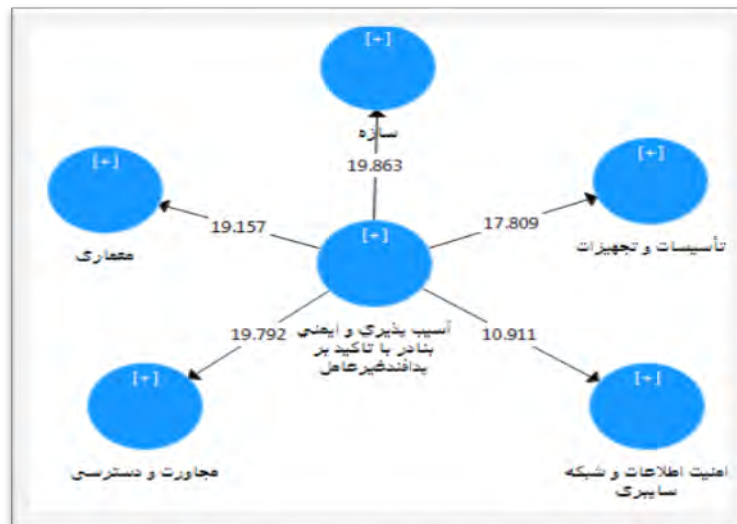 [+]
سازه
19.863
[+]
معماری
19.157
[+]
تأسیسات و تجهیزات
17.809
[+]
آسیب پذیری و ایمنی
بنادر با تاکید بر
پدافندغیرعامل
19.792
10.911
[+]
مجاورت و دسترسی
[+]
امنیت اطلاعات و شبکه
سایبری